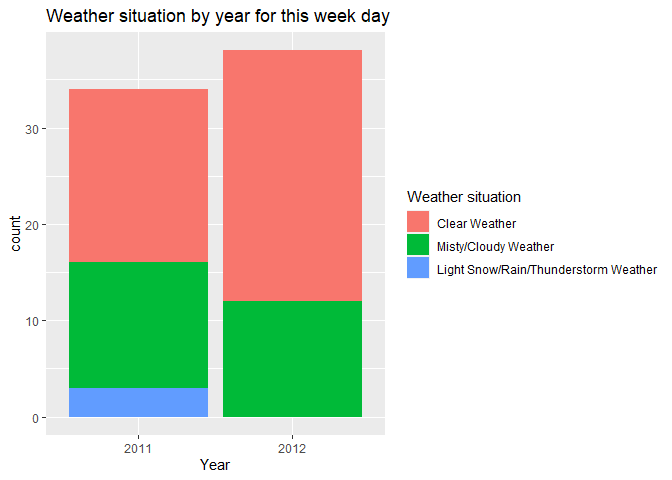 Weather situation by year for this week day
count
30
20
10
0
2011 2012
Year
Weather situation
Clear Weather
Misty/Cloudy Weather
Light Snow/Rain/Thunderstorm Weather